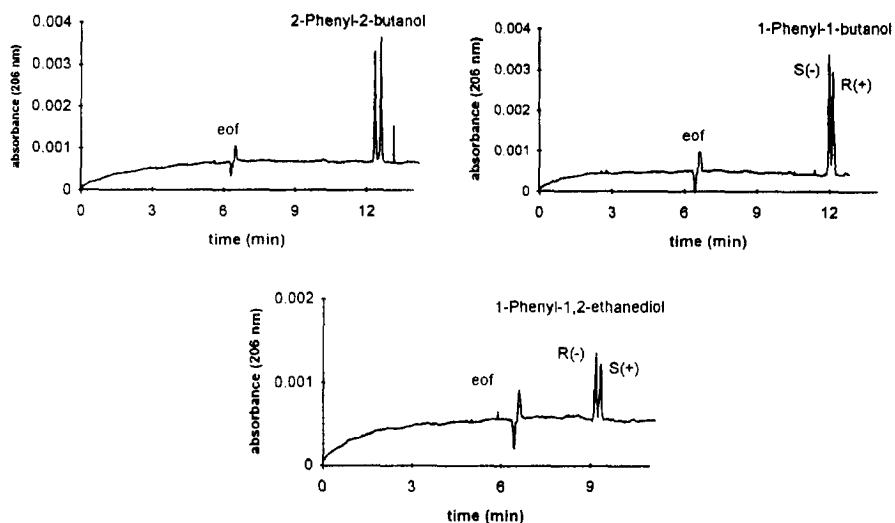 2-Phenyl-2-butanol
absorbance (206 nm)
0.004
0.003
0.002
0.001
0
eof
0 3 6 9 12
time (min)
1-Phenyl-1-butanol
absorbance (206 nm)
0.004
0.003
0.002
0.001
0
S(-)
R(+)
eof
0 3 6 9 12
time (min)
1-Phenyl-1,2-ethanediol
absorbance (206 nm)
0.002
0.001
0
eof
R(-)
S(+)
0 3 6 9
time (min)